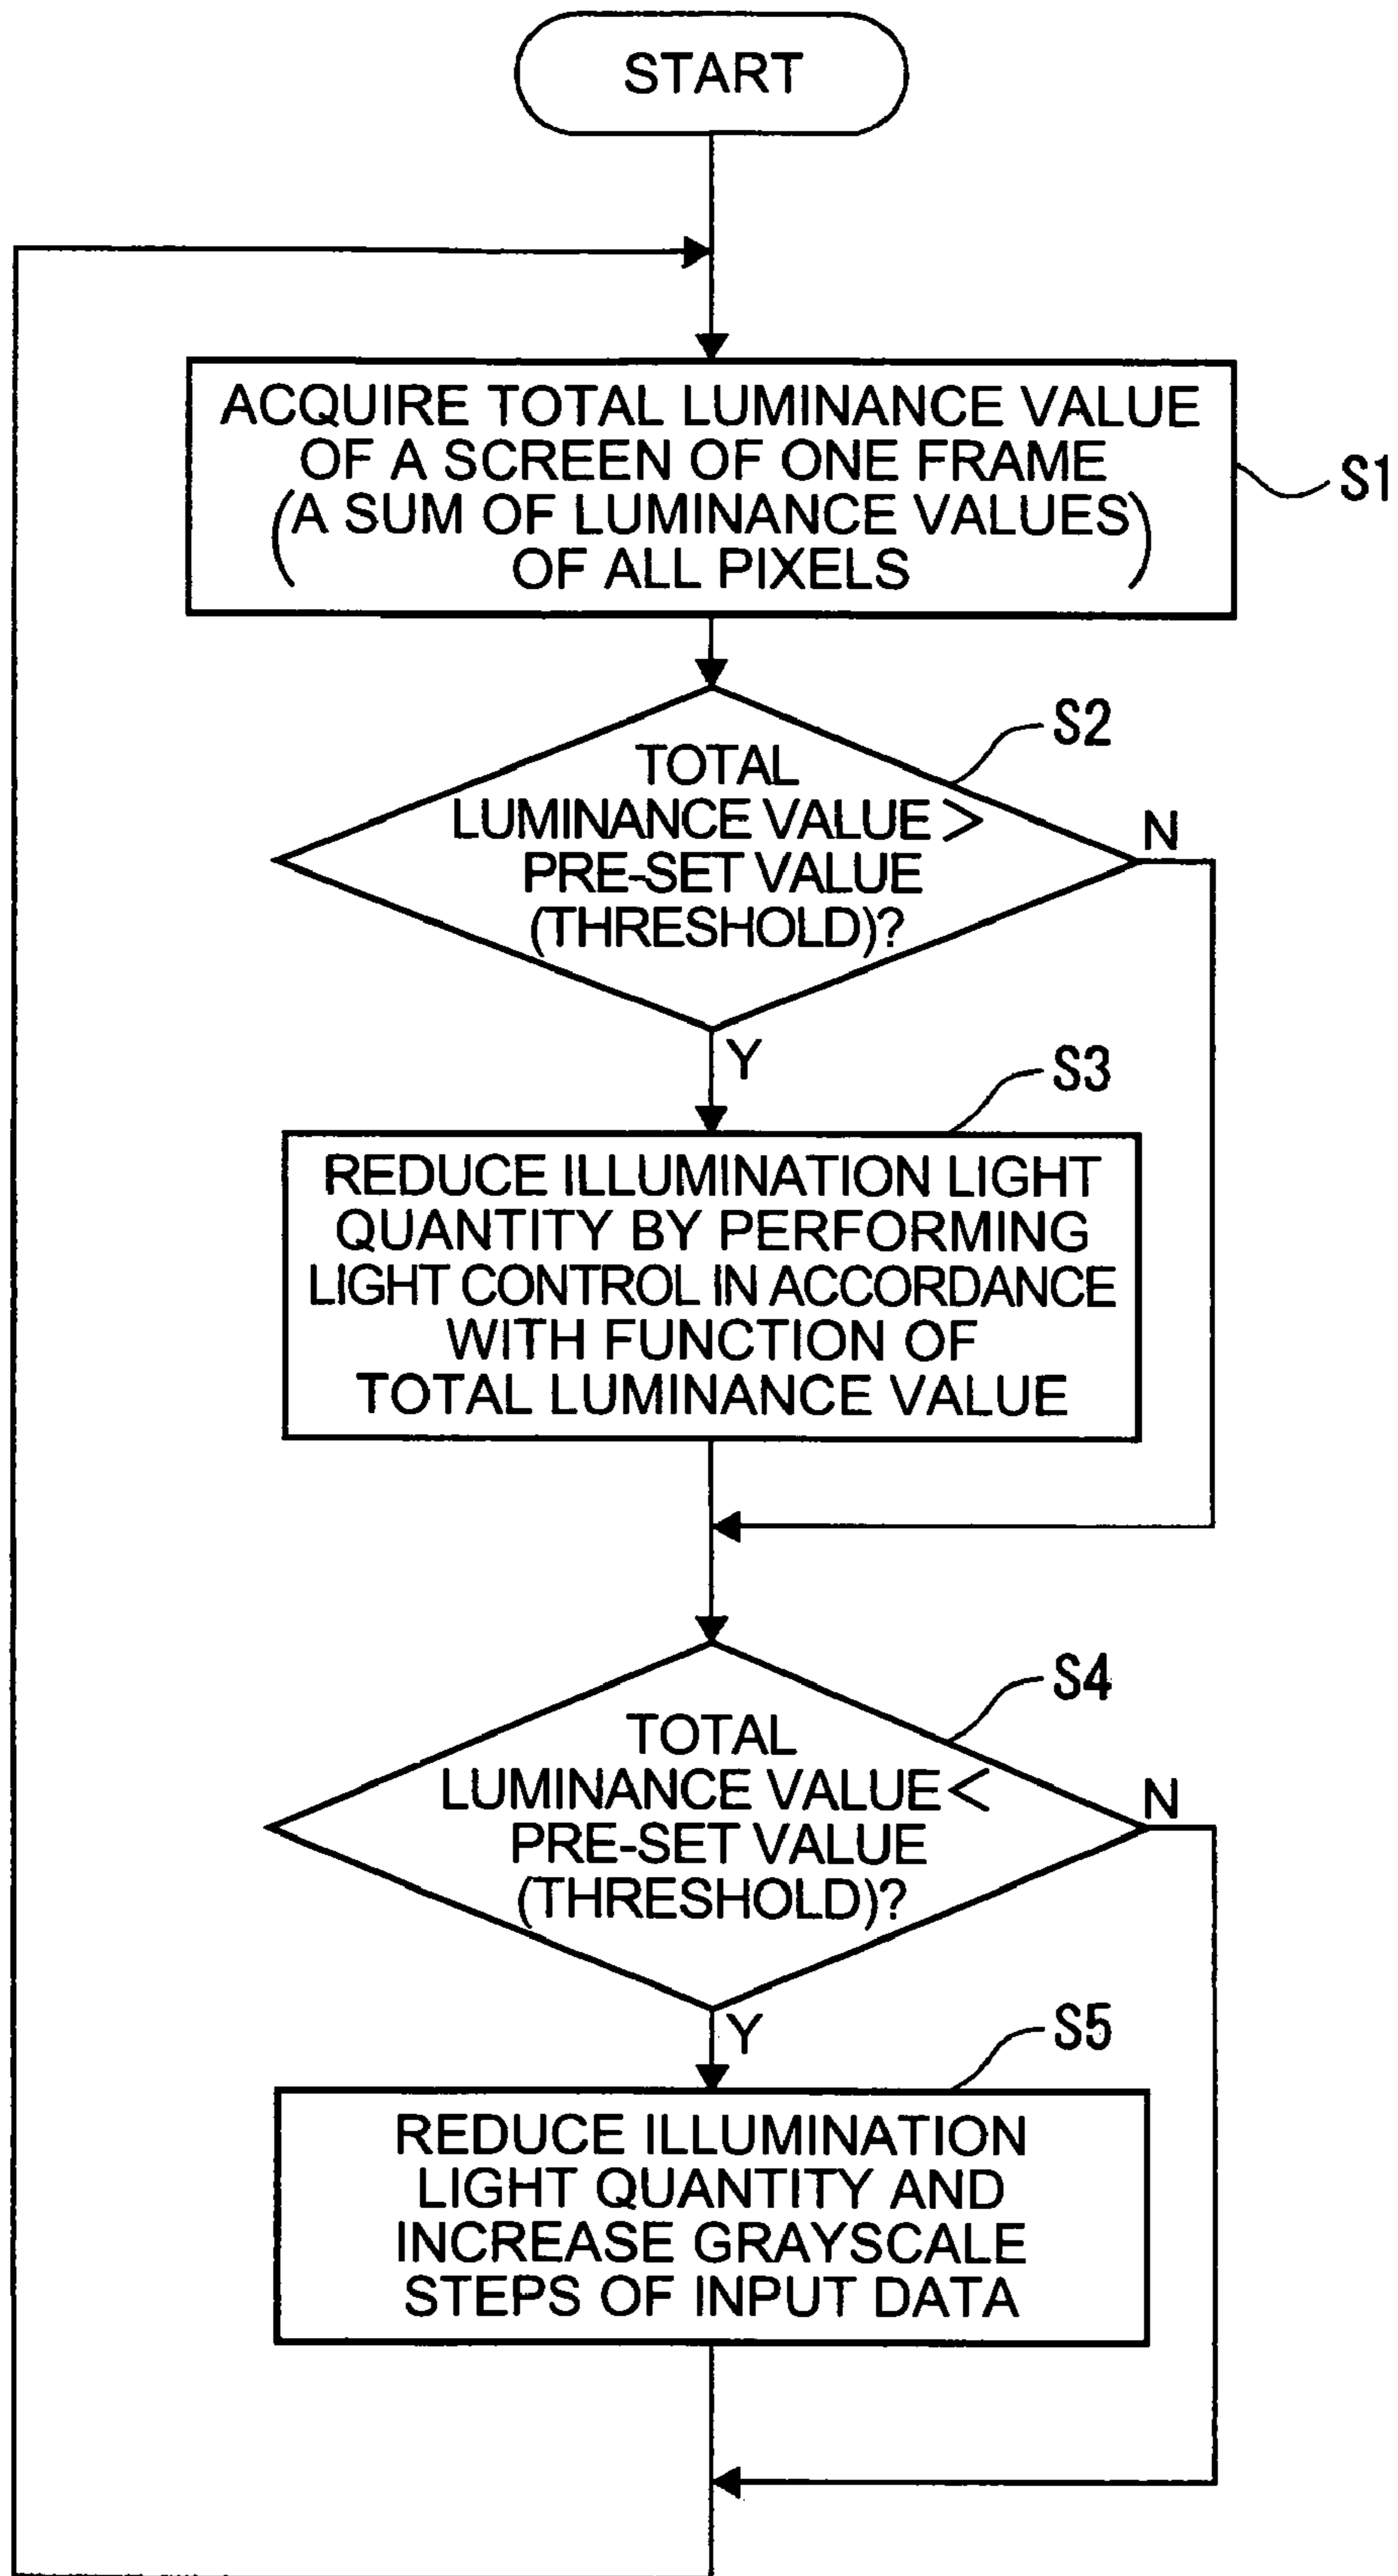 START
ACQUIRE TOTAL LUMINANCE VALUE
OF A SCREEN OF ONE FRAME
(A SUM OF LUMINANCE VALUES
OF ALL PIXELS)
S1
S2
TOTAL
LUMINANCE VALUE >
PRE-SET VALUE
(THRESHOLD)?
N
Y
S3
REDUCE ILLUMINATION LIGHT
QUANTITY BY PERFORMING
LIGHT CONTROL IN ACCORDANCE
WITH FUNCTION OF
TOTAL LUMINANCE VALUE
S4
TOTAL
LUMINANCE VALUE <
PRE-SET VALUE
(THRESHOLD)?
N
Y
S5
REDUCE ILLUMINATION
LIGHT QUANTITY AND
INCREASE GRAYSCALE
STEPS OF INPUT DATA